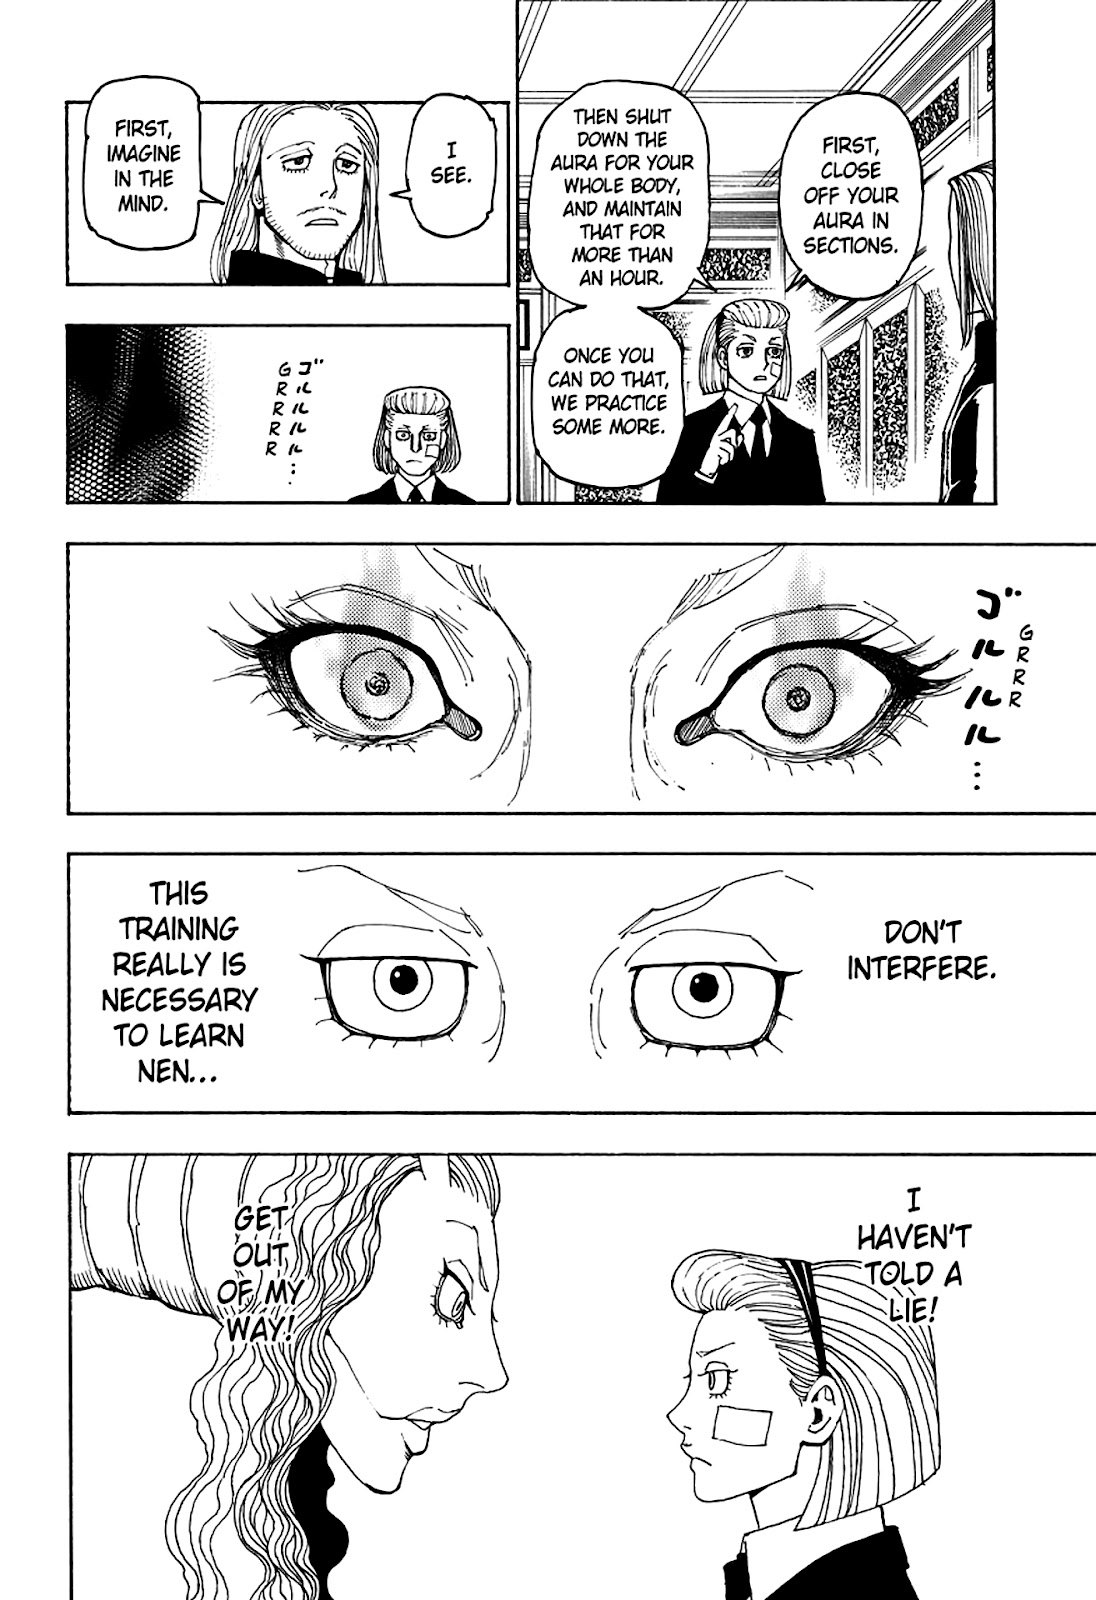 FIRST,
CLOSE
OFF YOUR
AURA IN
SECTIONS.
THEN SHUT
DOWN THE
AURA FOR YOUR
WHOLE BODY,
AND MAINTAIN
THAT FOR
MORE THAN
AN HOUR.
ONCE YOU
CAN DO THAT,
WE PRACTICE
SOME MORE.
I
SEE.
FIRST,
IMAGINE
IN THE
MIND.
ゴルルルル…
GRRRRR
ゴルルルル…
GRRRR
DON'T
INTERFERE.
THIS
TRAINING
REALLY IS
NECESSARY
TO LEARN
NEN...
I
HAVEN'T
TOLD A
LIE!
GET
OUT
OF MY
WAY!